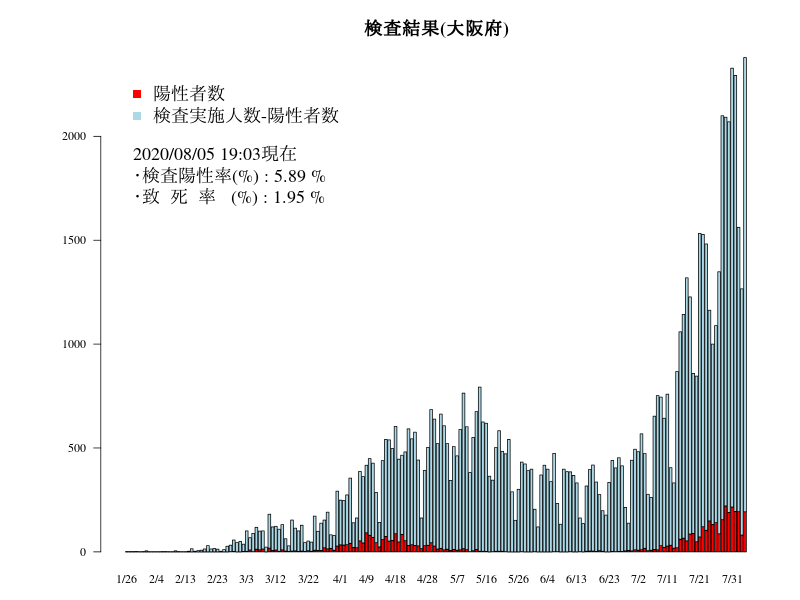 検査結果(大阪府)
陽性者数
検査実施人数-陽性者数
2020/08/05 19:03現在
・検査陽性率(%) : 5.89 %
・致 死 率 (%) : 1.95 %
2000
1500
1000
500
0
1/26 2/4 2/13 2/23 3/3 3/12 3/22 4/1 4/9 4/18 4/28 5/7 5/16 5/26 6/4 6/13 6/23 7/2 7/11 7/21 7/31